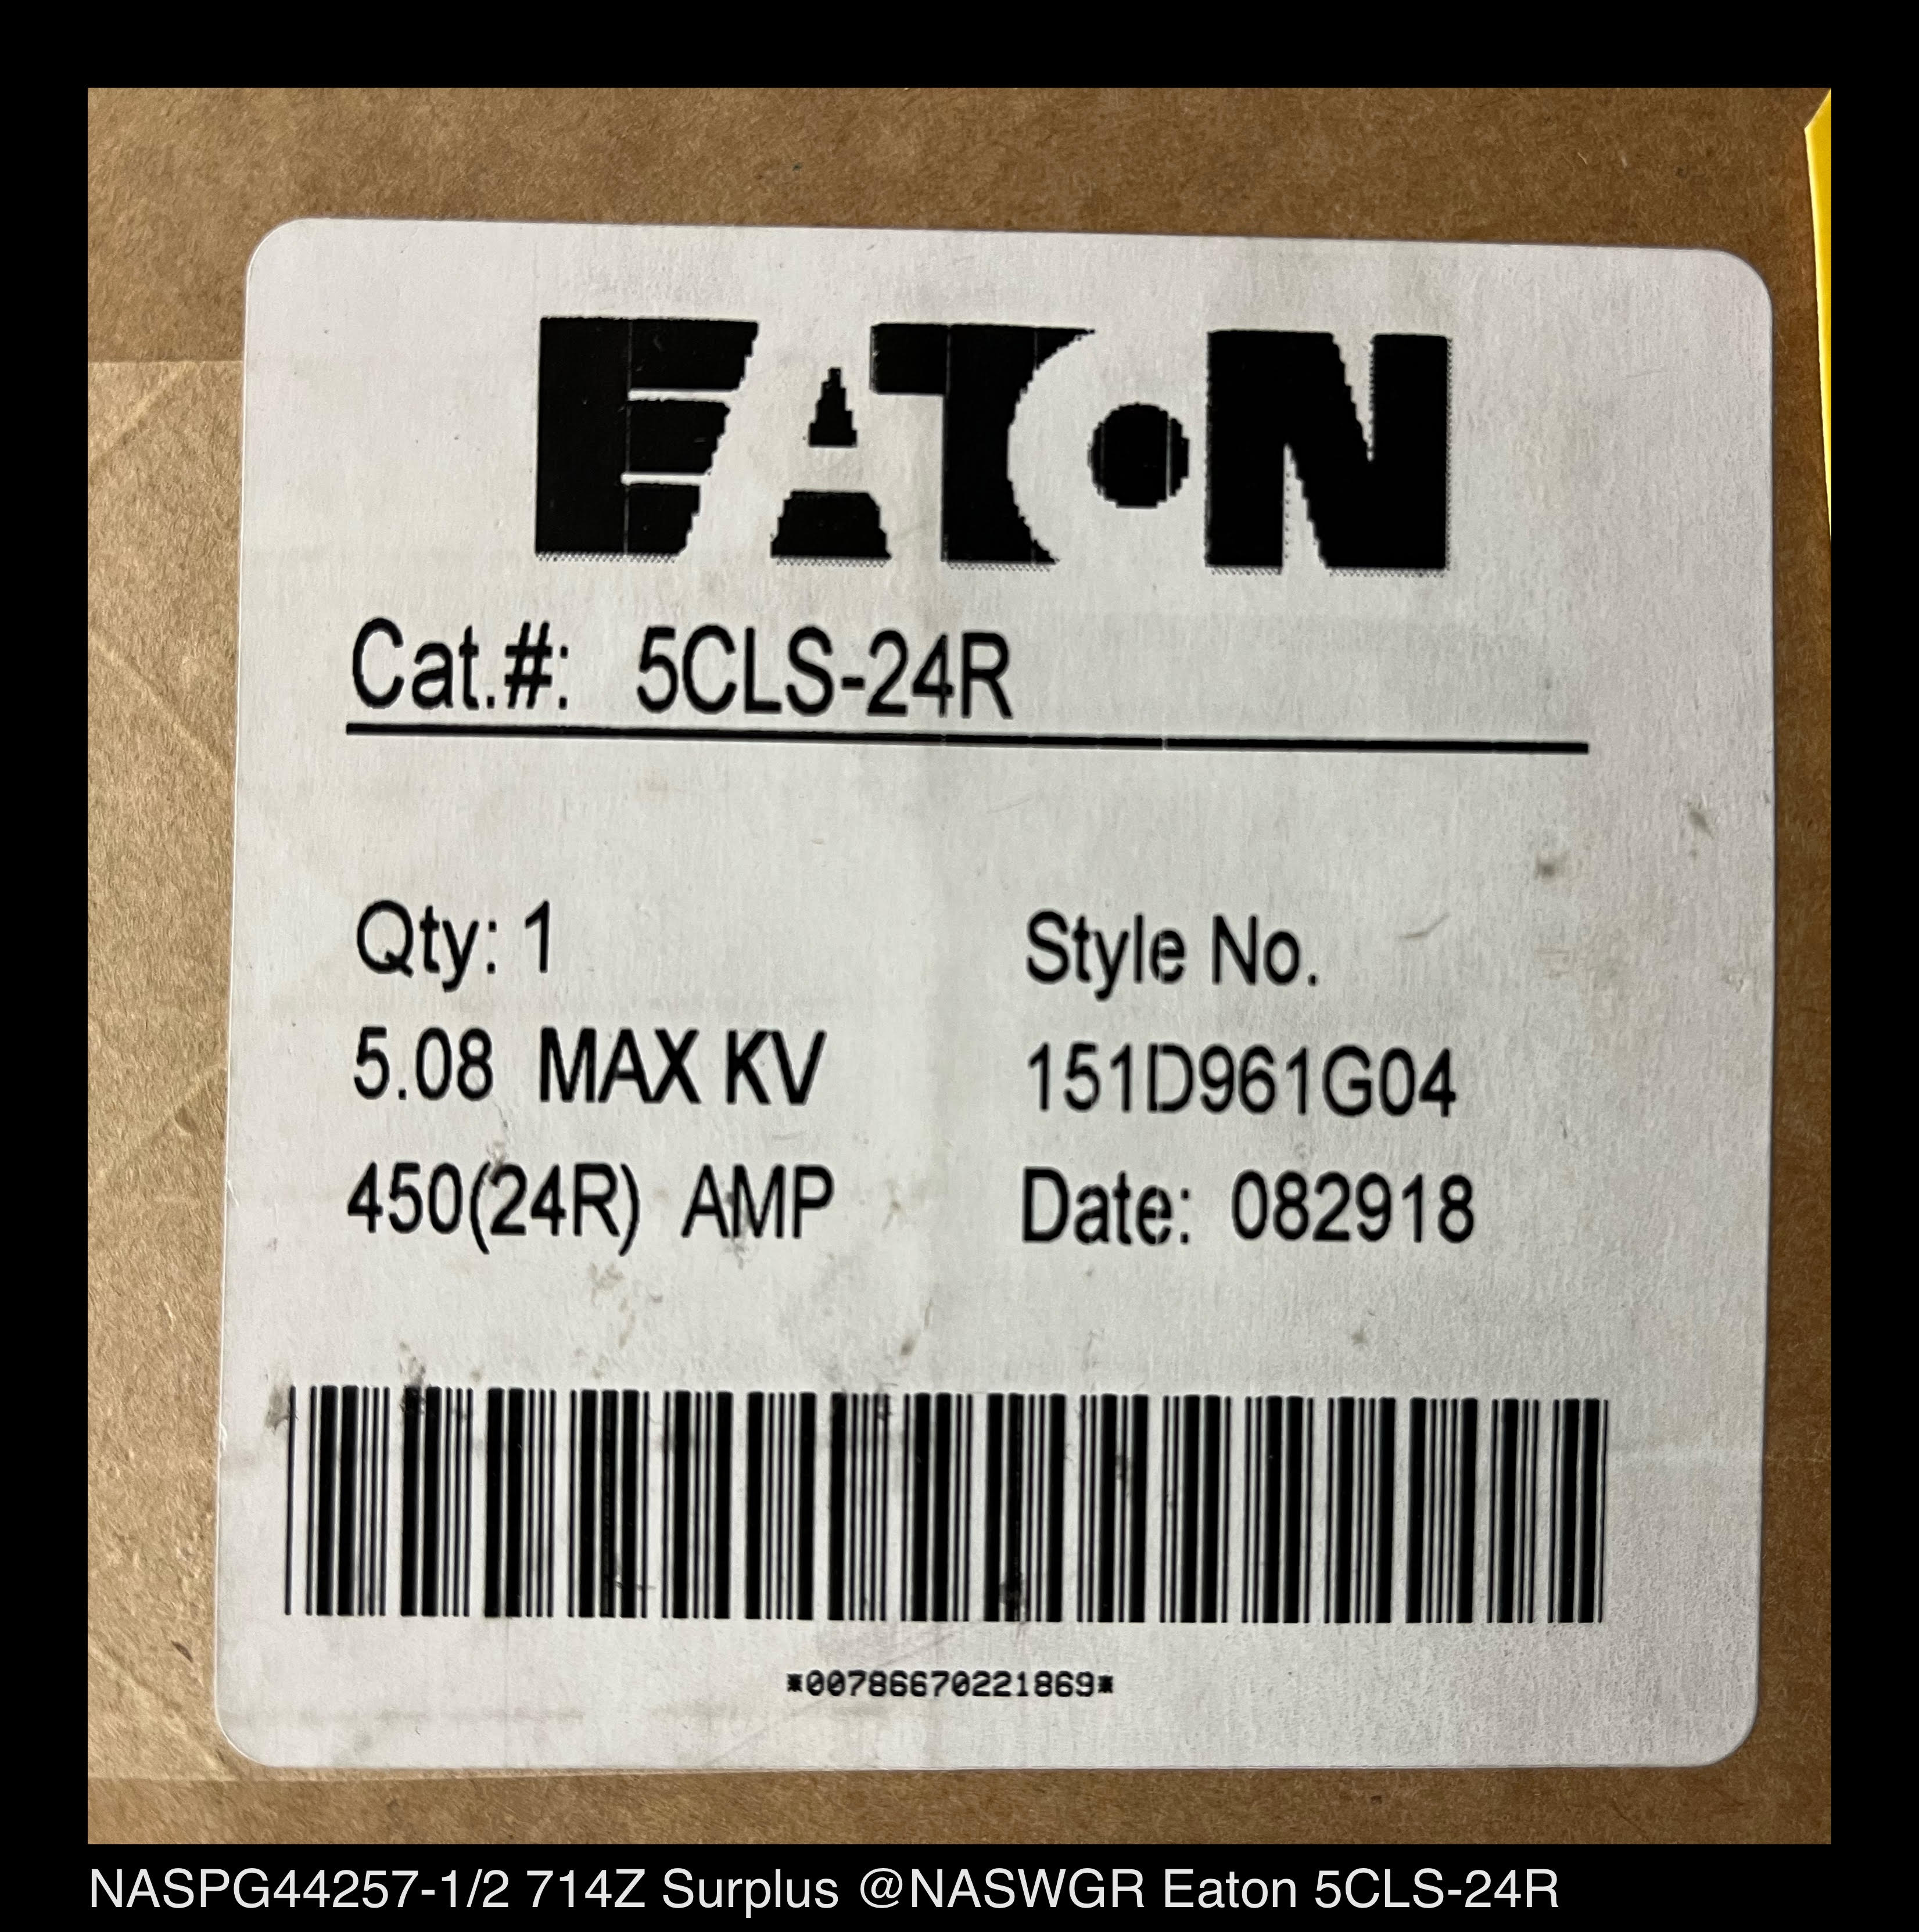 EATON
Cat.#: 5CLS-24R
Qty: 1
5.08 MAX KV
450(24R) AMP
Style No.
151D961G04
Date: 082918
*00786670221869*
NASPG44257-1/2 714Z Surplus @NASWGR Eaton 5CLS-24R